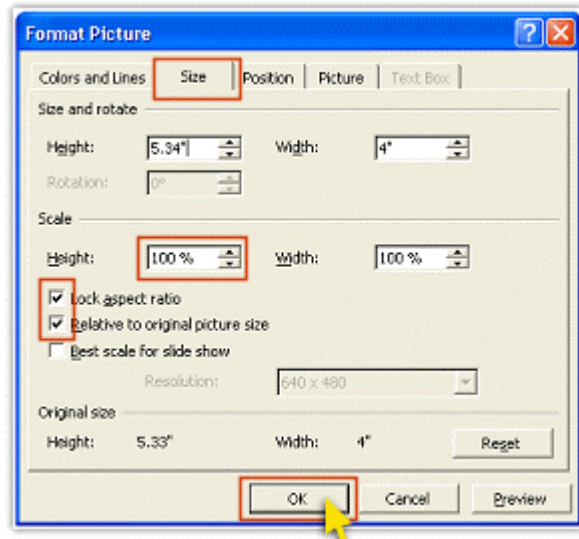 Format Picture
Colors and Lines Size Position Picture Text Box
Size and rotate
Height: 5.34" Width: 4"
Rotation: 0°
Scale
Height: 100 % Width: 100 %
Lock aspect ratio
Relative to original picture size
Best scale for slide show
Resolution: 640 x 480
Original size
Height: 5.33" Width: 4" Reset
OK Cancel Preview